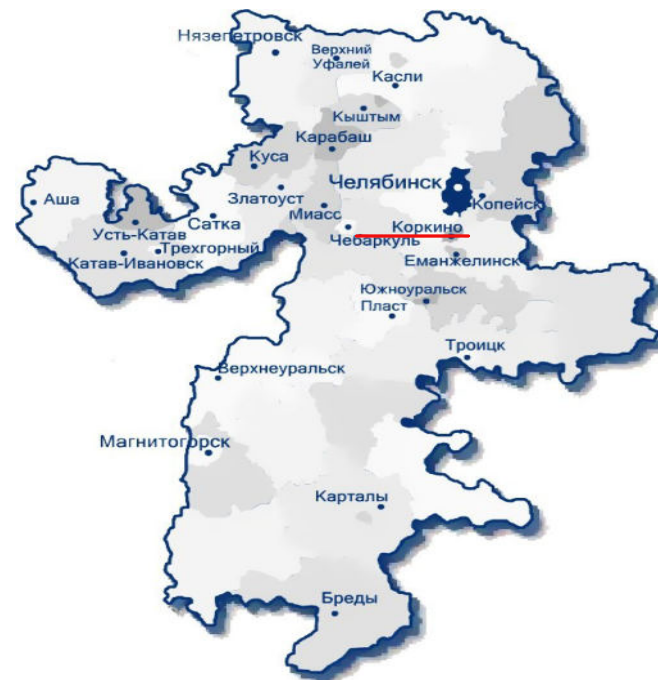 Нязепетровск
Верхний
Уфалей
Касли
Кыштым
Карабаш
Куса
Златоуст
Челябинск
Миасс
Копейск
Аша
Сатка
Усть-Катав
Трехгорный
Катав-Ивановск
Чебаркуль
Коркино
Еманжелинск
Южноуральск
Пласт
Троицк
Верхнеуральск
Магнитогорск
Карталы
Бреды